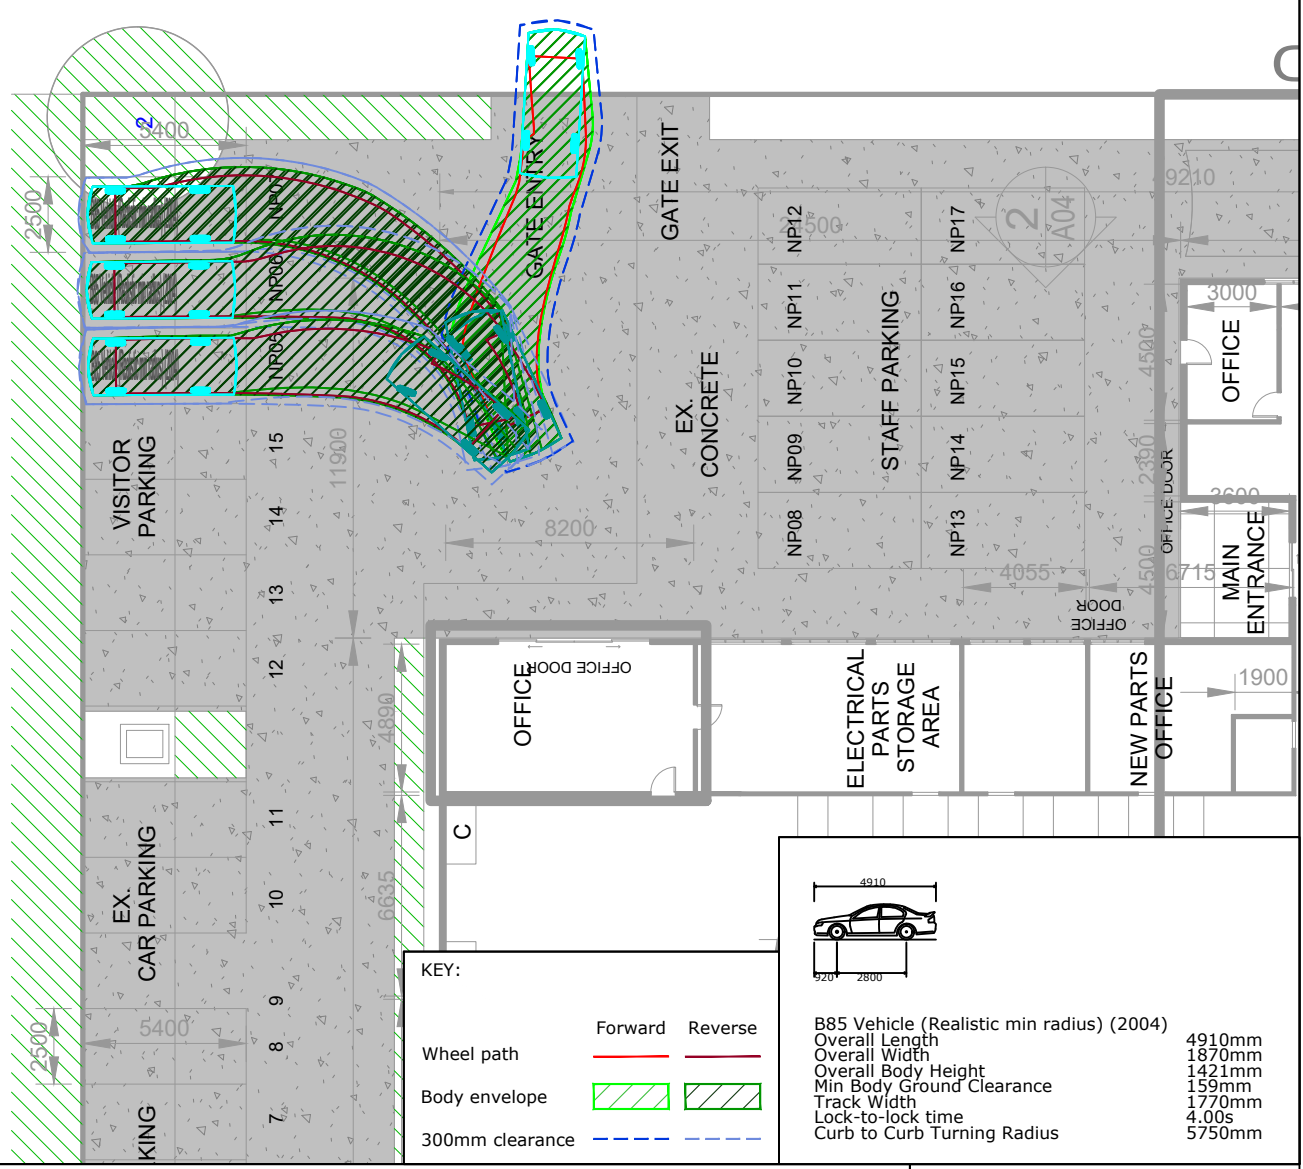 2
5400
2500
NP07
NP06
NP05
GATE ENTRY
GATE EXIT
9210
2
A04
NP12
NP17
NP11
NP16
NP10
NP15
NP09
NP14
NP08
NP13
STAFF PARKING
EX.
CONCRETE
3000
OFFICE
4500
2390
OFFICE DOOR
3600
4500
MAIN
ENTRANCE
4055
6715
OFFICE
DOOR
VISITOR
PARKING
15
14
13
12
11900
8200
OFFICE
OFFICE DOOR
4890
ELECTRICAL
PARTS
STORAGE
AREA
NEW PARTS
OFFICE
1900
EX.
CAR PARKING
11
10
9
8
7
6635
C
5400
2500
KING
KEY:
Forward Reverse
Wheel path
Body envelope
300mm clearance
4910
920 2800
B85 Vehicle (Realistic min radius) (2004)
Overall Length 4910mm
Overall Width 1870mm
Overall Body Height 1421mm
Min Body Ground Clearance 159mm
Track Width 1770mm
Lock-to-lock time 4.00s
Curb to Curb Turning Radius 5750mm